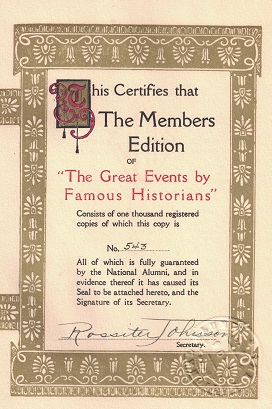 This Certifies that
The Members
Edition
OF
"The Great Events by
Famous Historians"
Consists of one thousand registered
copies of which this copy is
No. 543
All of which is fully guaranteed
by the National Alumni, and in
evidence thereof it has caused its
Seal to be attached hereto, and the
Signature of its Secretary.
Rossiter Johnson
Secretary.